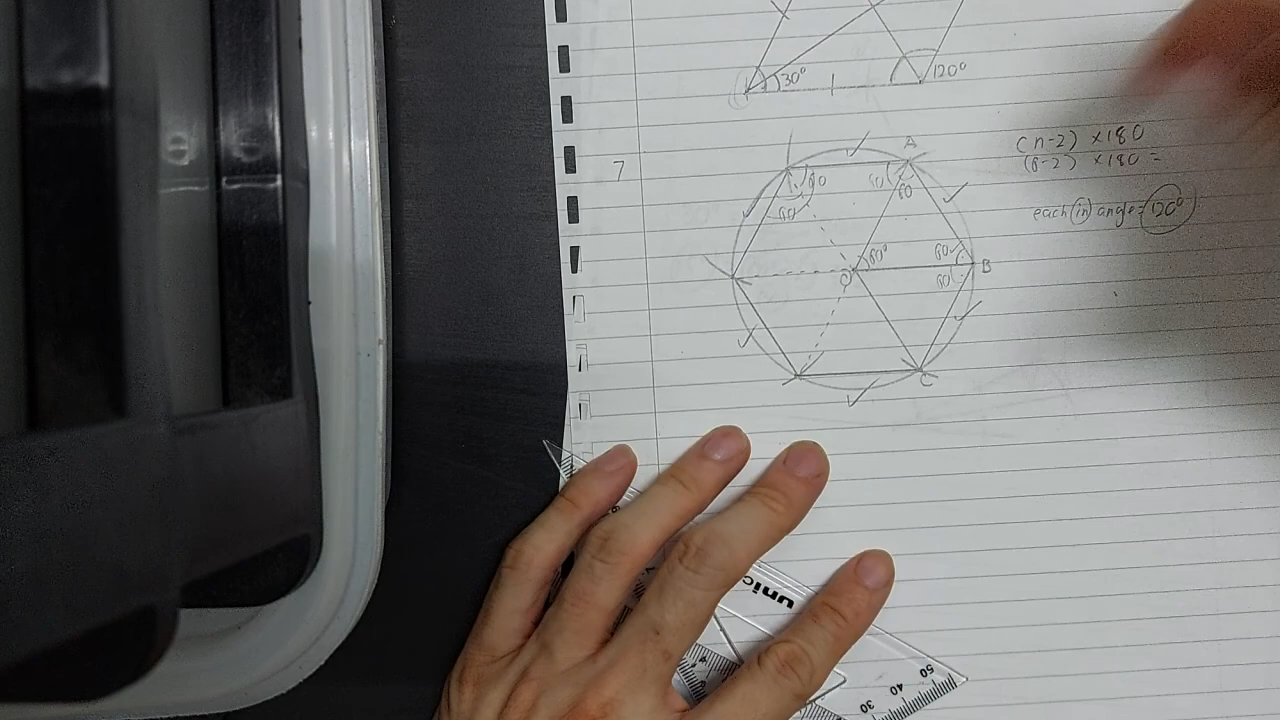 30°
120°
7
A
(n-2) ×180
(8-2) ×180 =
each (in) angle = 120°
60
60
60
60
60°
60
B
60
O
C
unic
50
40
30